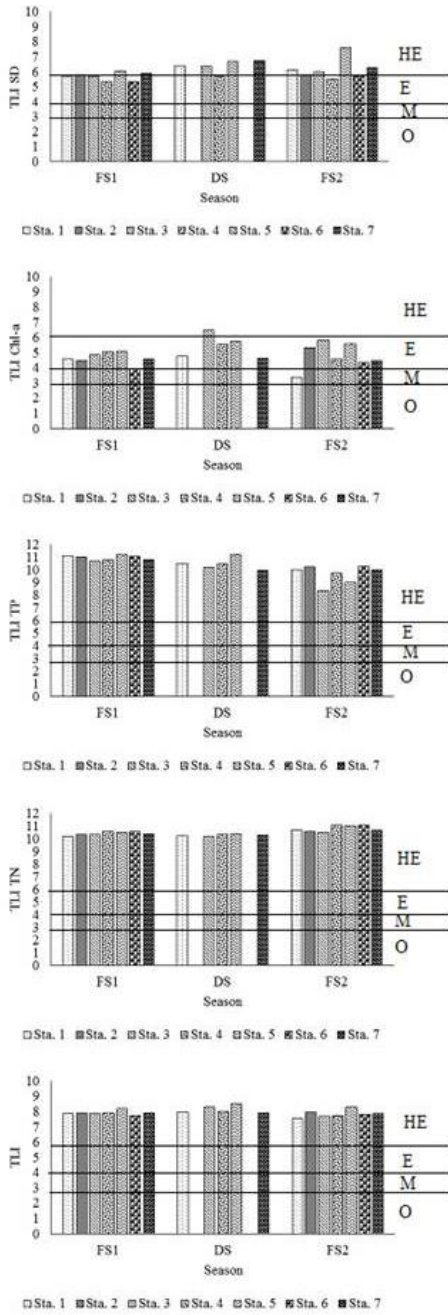 10
9
8
7
6
5
4
3
2
1
0
TLI SD
HE
E
M
O
FS1 DS FS2
Season
Sta. 1 Sta. 2 Sta. 3 Sta. 4 Sta. 5 Sta. 6 Sta. 7
10
9
8
7
6
5
4
3
2
1
0
TLI Chl-a
HE
E
M
O
FS1 DS FS2
Season
Sta. 1 Sta. 2 Sta. 3 Sta. 4 Sta. 5 Sta. 6 Sta. 7
12
11
10
9
8
7
6
5
4
3
2
1
0
TLI TP
HE
E
M
O
FS1 DS FS2
Season
Sta. 1 Sta. 2 Sta. 3 Sta. 4 Sta. 5 Sta. 6 Sta. 7
12
11
10
9
8
7
6
5
4
3
2
1
0
TLI TN
HE
E
M
O
FS1 DS FS2
Season
Sta. 1 Sta. 2 Sta. 3 Sta. 4 Sta. 5 Sta. 6 Sta. 7
10
9
8
7
6
5
4
3
2
1
0
TLI
HE
E
M
O
FS1 DS FS2
Season
Sta. 1 Sta. 2 Sta. 3 Sta. 4 Sta. 5 Sta. 6 Sta. 7